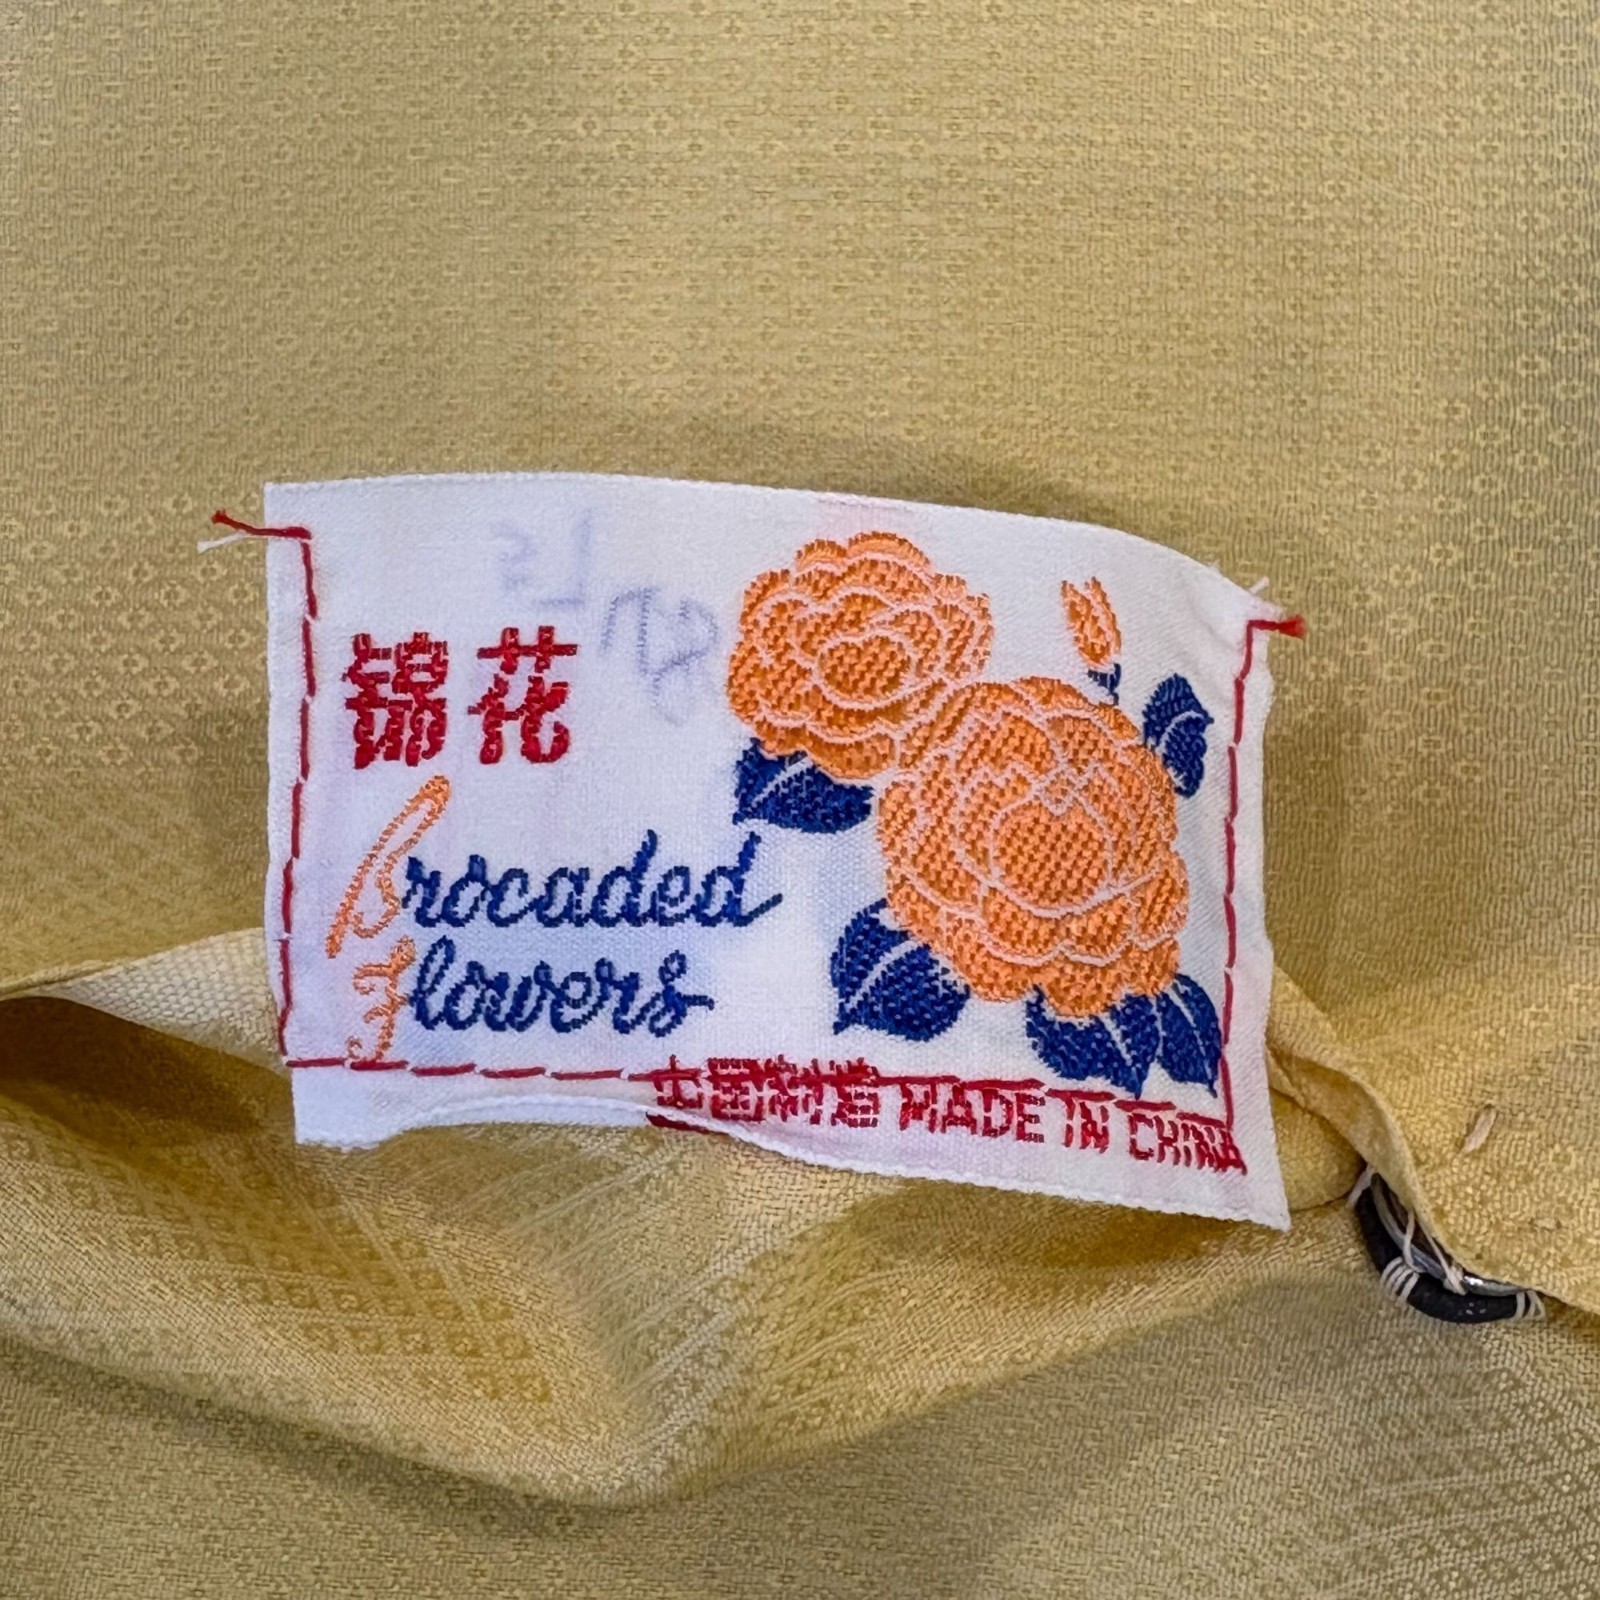 锦花
Brocaded
Flowers
中国制造 MADE IN CHINA